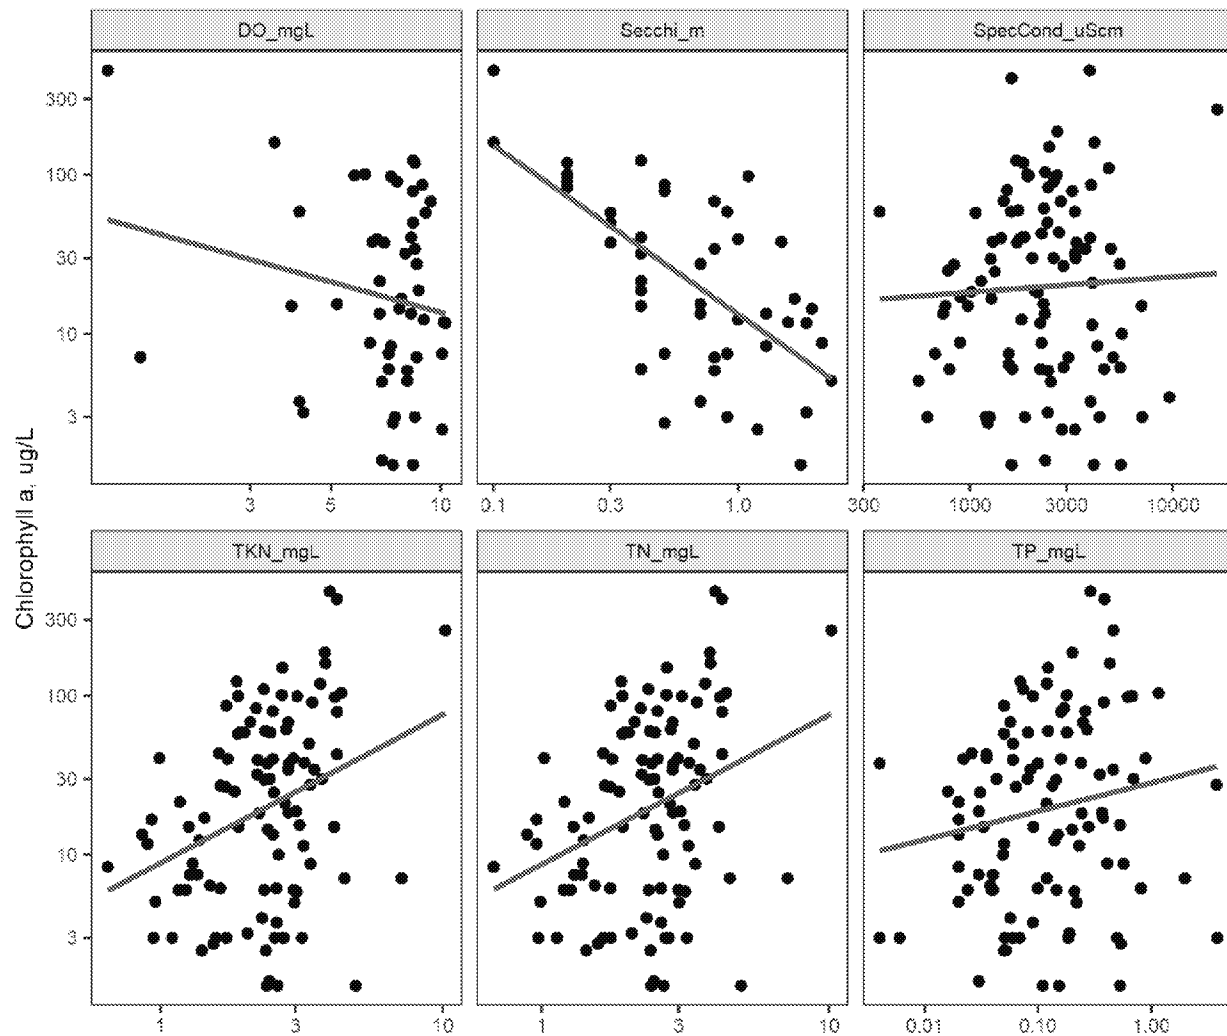 DO_mgL Secchi_m SpecCond_uScm
300
100
30
10
3
3 5 10 0.1 0.3 1.0 300 1000 3000 10000
Chlorophyll a, ug/L
TKN_mgL TN_mgL TP_mgL
300
100
30
10
3
1 3 10 1 3 10 0.01 0.10 1.00